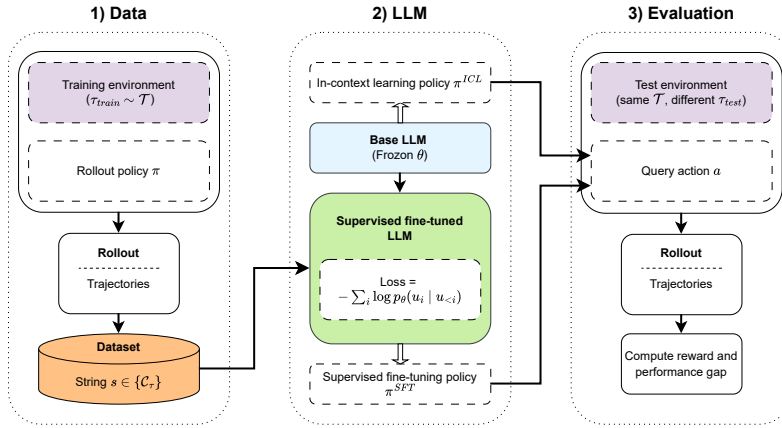 1) Data
Training environment
(τ_train ∼ 𝒯)
Rollout policy π
Rollout
Trajectories
Dataset
String s ∈ {𝒞_τ}
2) LLM
In-context learning policy π^ICL
Base LLM
(Frozon θ)
Supervised fine-tuned
LLM
Loss =
− ∑_i log p_θ(u_i | u_<i)
Supervised fine-tuning policy
π^SFT
3) Evaluation
Test environment
(same 𝒯, different τ_test)
Query action a
Rollout
Trajectories
Compute reward and
performance gap